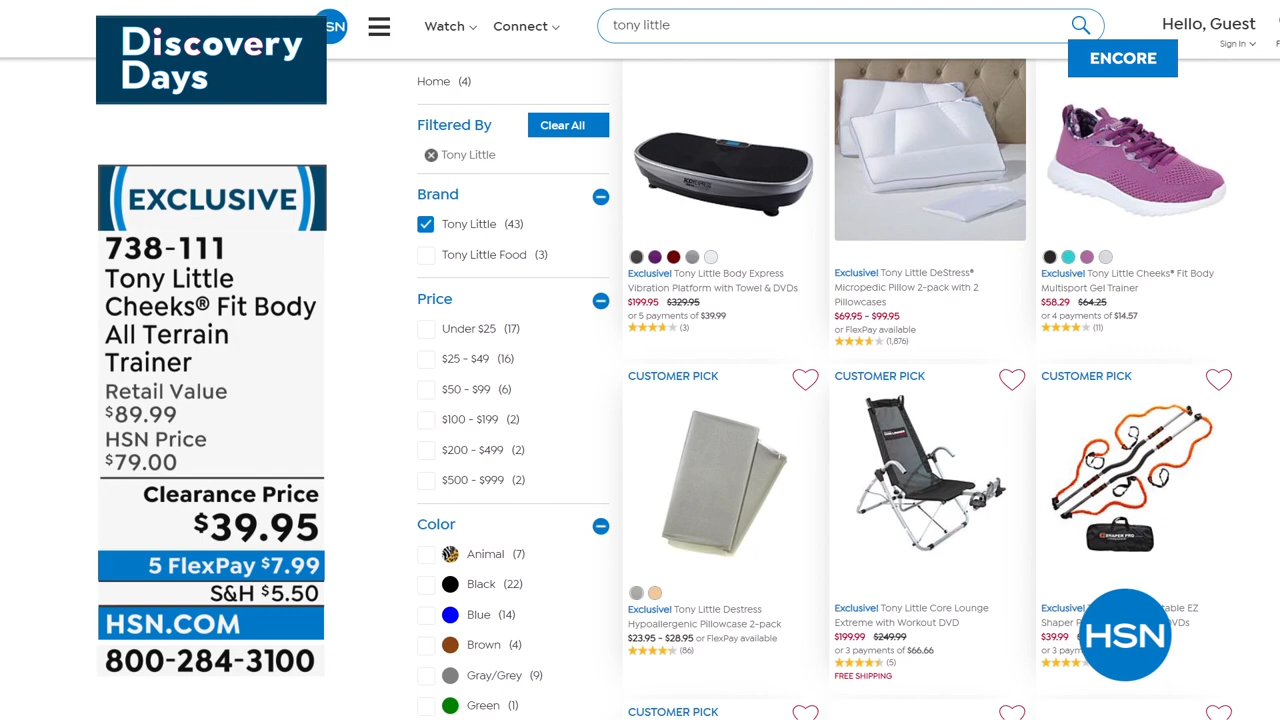 Discovery
Days
SN
Watch
Connect
tony little
Hello, Guest
Sign In
F
ENCORE
EXCLUSIVE
738-111
Tony Little
Cheeks® Fit Body
All Terrain
Trainer
Retail Value
$89.99
HSN Price
$79.00
Clearance Price
$39.95
5 FlexPay $7.99
S&H $5.50
HSN.COM
800-284-3100
Home (4)
Filtered By
Clear All
Tony Little
Brand
Tony Little (43)
Tony Little Food (3)
Price
Under $25 (17)
$25 - $49 (16)
$50 - $99 (6)
$100 - $199 (2)
$200 - $499 (2)
$500 - $999 (2)
Color
Animal (7)
Black (22)
Blue (14)
Brown (4)
Gray/Grey (9)
Green (1)
Exclusive! Tony Little Body Express
Vibration Platform with Towel & DVDs
$199.95 $329.95
or 5 payments of $39.99
(3)
Exclusive! Tony Little DeStress®
Micropedic Pillow 2-pack with 2
Pillowcases
$69.95 - $99.95
or FlexPay available
(1,876)
Exclusive! Tony Little Cheeks® Fit Body
Multisport Gel Trainer
$58.29 $64.25
or 4 payments of $14.57
(11)
CUSTOMER PICK
Exclusive! Tony Little Destress
Hypoallergenic Pillowcase 2-pack
$23.95 - $28.95 or FlexPay available
(86)
CUSTOMER PICK
Exclusive! Tony Little Core Lounge
Extreme with Workout DVD
$199.99 $249.99
or 3 payments of $66.66
(5)
FREE SHIPPING
CUSTOMER PICK
SHAPER PRO
Exclusive! table EZ
Shaper DVDs
$39.99
or 3 paym
HSN
CUSTOMER PICK